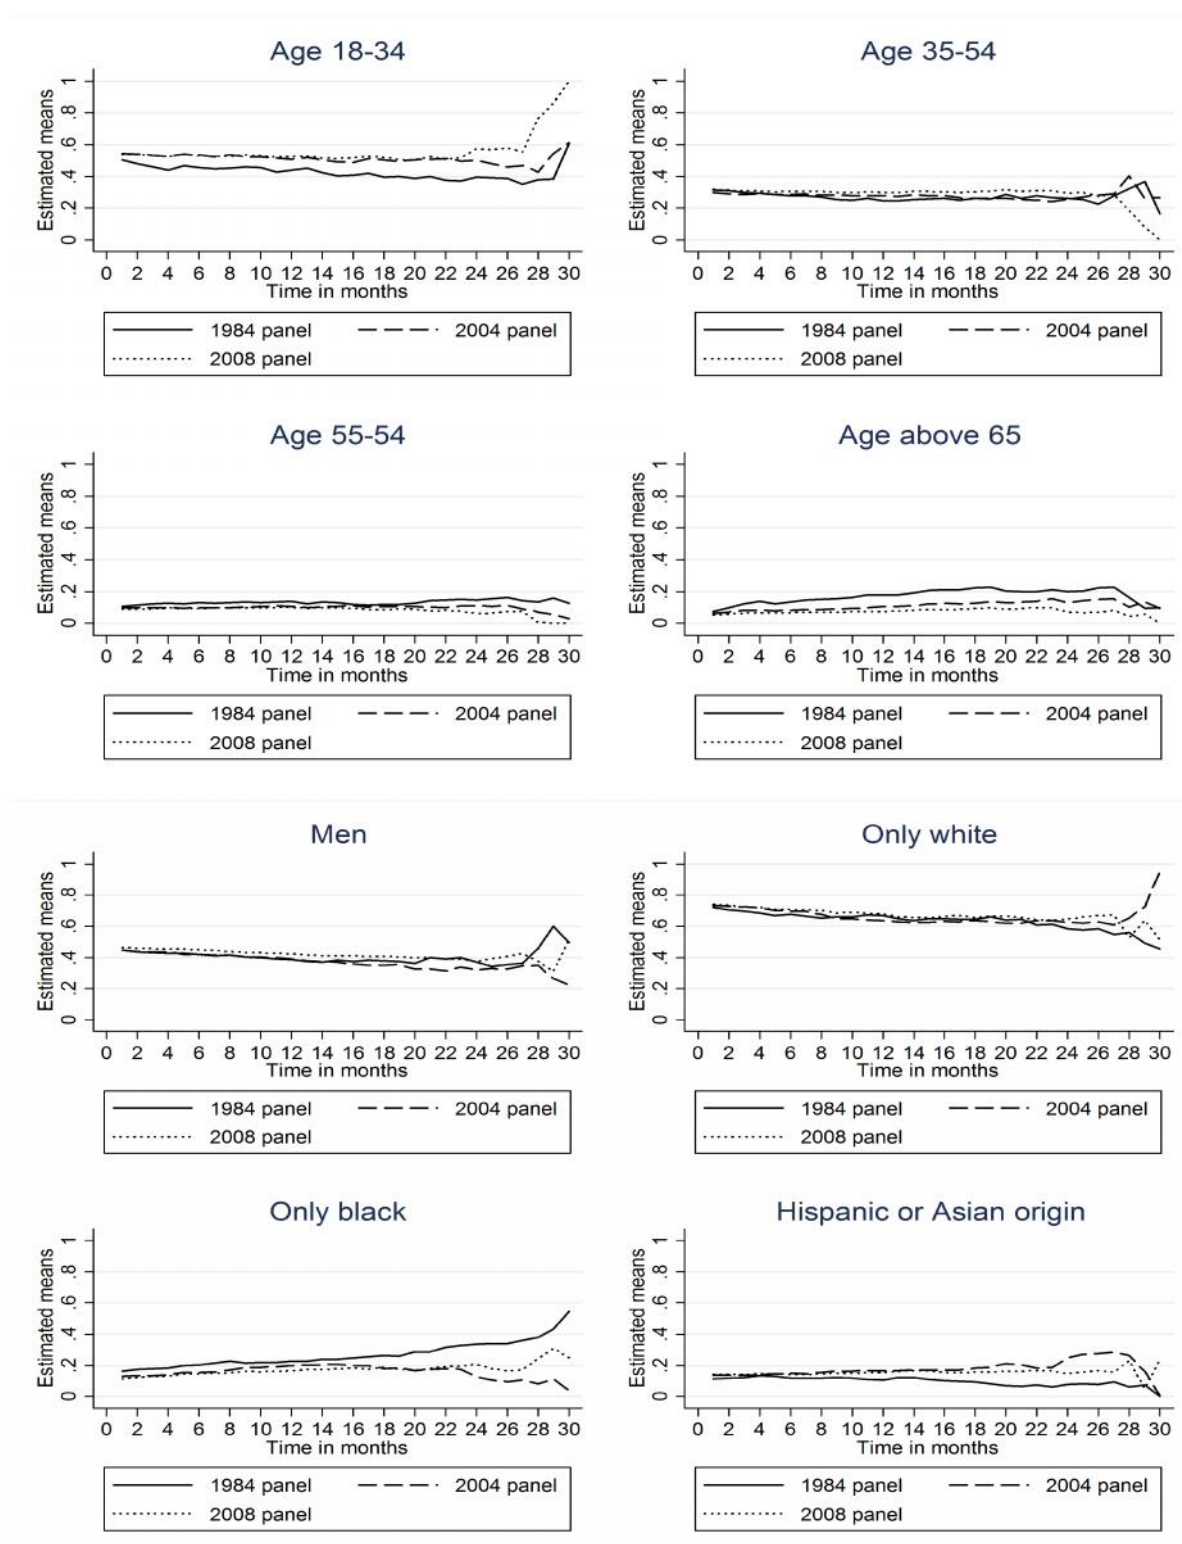 Age 18-34
Estimated means
0 .2 .4 .6 .8 1
0 2 4 6 8 10 12 14 16 18 20 22 24 26 28 30
Time in months
1984 panel 2004 panel
2008 panel
Age 35-54
Estimated means
0 .2 .4 .6 .8 1
0 2 4 6 8 10 12 14 16 18 20 22 24 26 28 30
Time in months
1984 panel 2004 panel
2008 panel
Age 55-54
Estimated means
0 .2 .4 .6 .8 1
0 2 4 6 8 10 12 14 16 18 20 22 24 26 28 30
Time in months
1984 panel 2004 panel
2008 panel
Age above 65
Estimated means
0 .2 .4 .6 .8 1
0 2 4 6 8 10 12 14 16 18 20 22 24 26 28 30
Time in months
1984 panel 2004 panel
2008 panel
Men
Estimated means
0 .2 .4 .6 .8 1
0 2 4 6 8 10 12 14 16 18 20 22 24 26 28 30
Time in months
1984 panel 2004 panel
2008 panel
Only white
Estimated means
0 .2 .4 .6 .8 1
0 2 4 6 8 10 12 14 16 18 20 22 24 26 28 30
Time in months
1984 panel 2004 panel
2008 panel
Only black
Estimated means
0 .2 .4 .6 .8 1
0 2 4 6 8 10 12 14 16 18 20 22 24 26 28 30
Time in months
1984 panel 2004 panel
2008 panel
Hispanic or Asian origin
Estimated means
0 .2 .4 .6 .8 1
0 2 4 6 8 10 12 14 16 18 20 22 24 26 28 30
Time in months
1984 panel 2004 panel
2008 panel